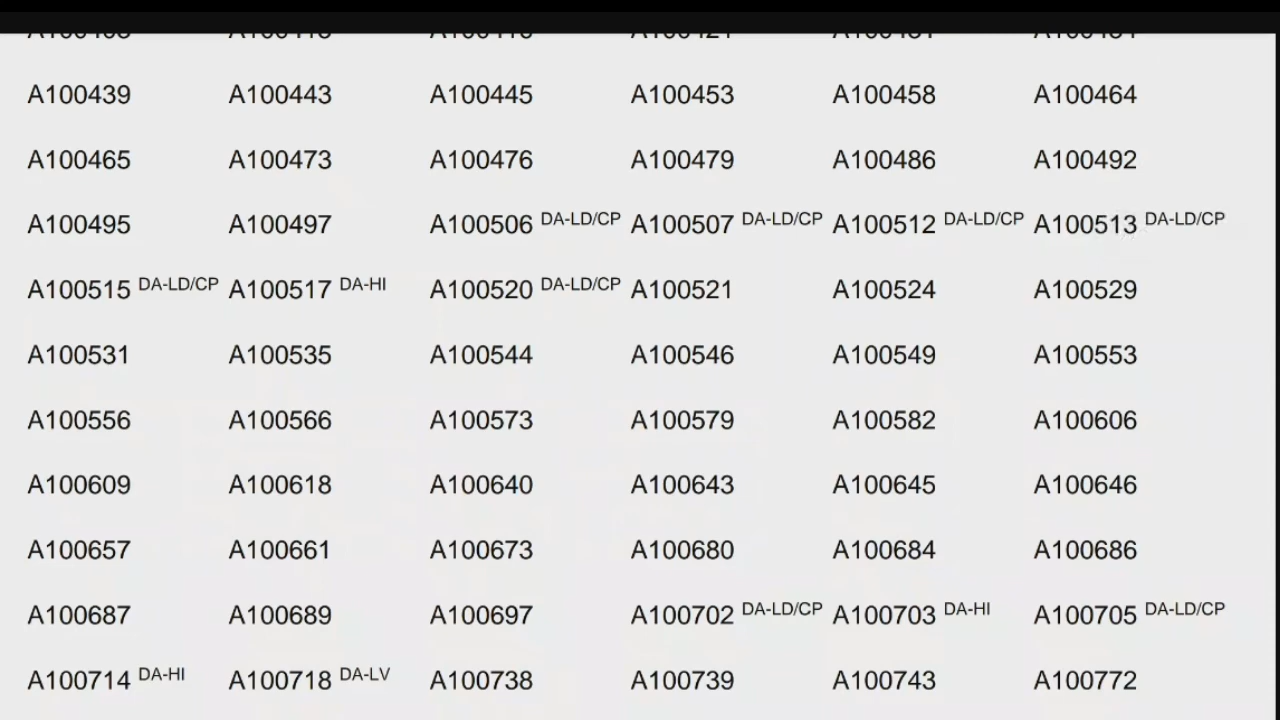 A100439 A100443 A100445 A100453 A100458 A100464
A100465 A100473 A100476 A100479 A100486 A100492
A100495 A100497 A100506 DA-LD/CP A100507 DA-LD/CP A100512 DA-LD/CP A100513 DA-LD/CP
A100515 DA-LD/CP A100517 DA-HI A100520 DA-LD/CP A100521 A100524 A100529
A100531 A100535 A100544 A100546 A100549 A100553
A100556 A100566 A100573 A100579 A100582 A100606
A100609 A100618 A100640 A100643 A100645 A100646
A100657 A100661 A100673 A100680 A100684 A100686
A100687 A100689 A100697 A100702 DA-LD/CP A100703 DA-HI A100705 DA-LD/CP
A100714 DA-HI A100718 DA-LV A100738 A100739 A100743 A100772